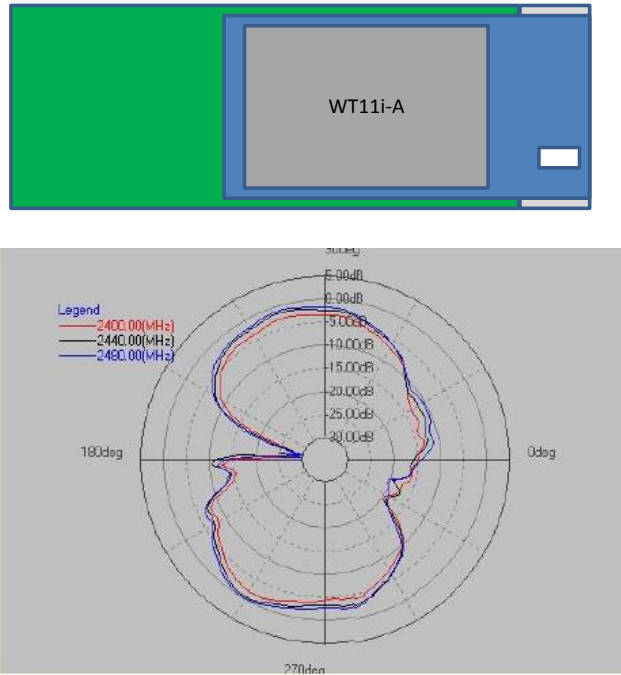 WT11i-A
90deg
5.00dB
0.00dB
Legend
2400.00(MHz)
-5.00dB
2440.00(MHz)
-10.00dB
2480.00(MHz)
-15.00dB
-20.00dB
-25.00dB
-30.00dB
180deg
0deg
270deg